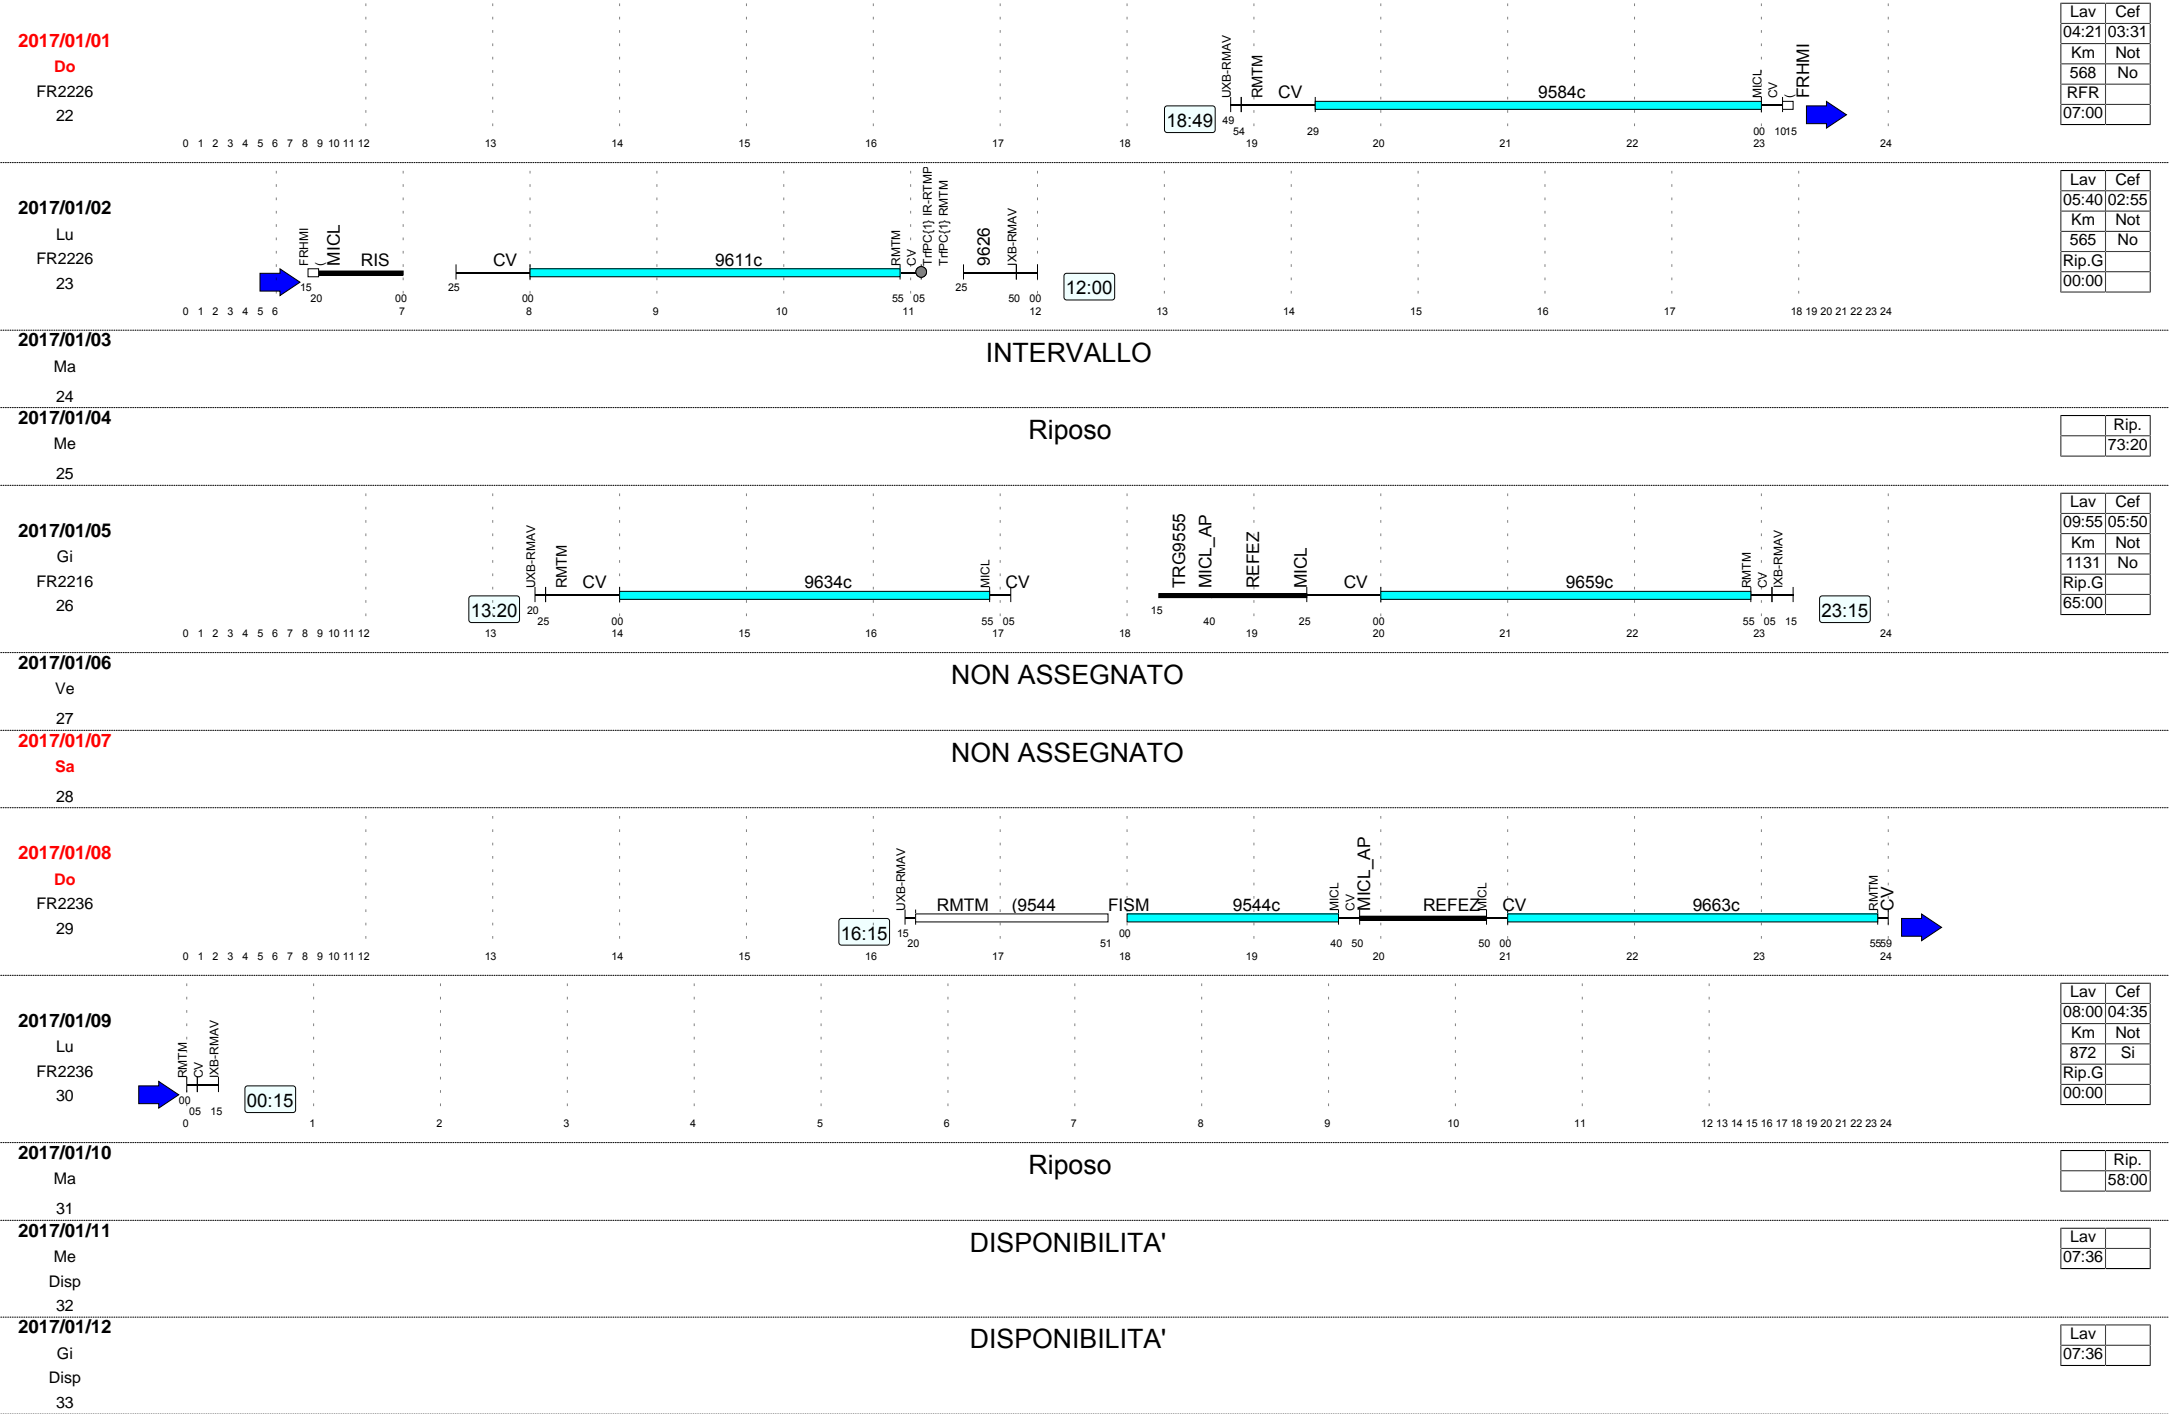 2017/01/01
Do
FR2226
22
18:49
UXB-RMAV
RMTM
CV
9584c
MICL
CV
(
FRHMI
49
54
29
00
10
15
0 1 2 3 4 5 6 7 8 9 10 11 12 13 14 15 16 17 18 19 20 21 22 23 24
Lav Cef
04:21 03:31
Km Not
568 No
RFR
07:00
2017/01/02
Lu
FR2226
23
FRHMI
(
MICL
RIS
CV
9611c
RMTM
CV
TrfPC{1} IR-RTMP
TrfPC{1} RMTM
9626
IXB-RMAV
12:00
15
20
00
25
00
55
05
25
50
00
0 1 2 3 4 5 6 7 8 9 10 11 12 13 14 15 16 17 18 19 20 21 22 23 24
Lav Cef
05:40 02:55
Km Not
565 No
Rip.G
00:00
2017/01/03
Ma
24
INTERVALLO
2017/01/04
Me
25
Riposo
Rip.
73:20
2017/01/05
Gi
FR2216
26
13:20
UXB-RMAV
RMTM
CV
9634c
MICL
CV
TRG9555
MICL_AP
REFEZ
MICL
CV
9659c
RMTM
CV
IXB-RMAV
23:15
20
25
00
55
05
15
40
25
00
55
05
15
0 1 2 3 4 5 6 7 8 9 10 11 12 13 14 15 16 17 18 19 20 21 22 23 24
Lav Cef
09:55 05:50
Km Not
1131 No
Rip.G
65:00
2017/01/06
Ve
27
NON ASSEGNATO
2017/01/07
Sa
28
NON ASSEGNATO
2017/01/08
Do
FR2236
29
16:15
UXB-RMAV
RMTM
(9544
FISM
9544c
MICL
CV
MICL_AP
REFEZ
MICL
CV
9663c
RMTM
CV
15
20
51
00
40
50
50
00
55
59
0 1 2 3 4 5 6 7 8 9 10 11 12 13 14 15 16 17 18 19 20 21 22 23 24
2017/01/09
Lu
FR2236
30
RMTM
CV
IXB-RMAV
00:15
00
05
15
0 1 2 3 4 5 6 7 8 9 10 11 12 13 14 15 16 17 18 19 20 21 22 23 24
Lav Cef
08:00 04:35
Km Not
872 Si
Rip.G
00:00
2017/01/10
Ma
31
Riposo
Rip.
58:00
2017/01/11
Me
Disp
32
DISPONIBILITA'
Lav
07:36
2017/01/12
Gi
Disp
33
DISPONIBILITA'
Lav
07:36